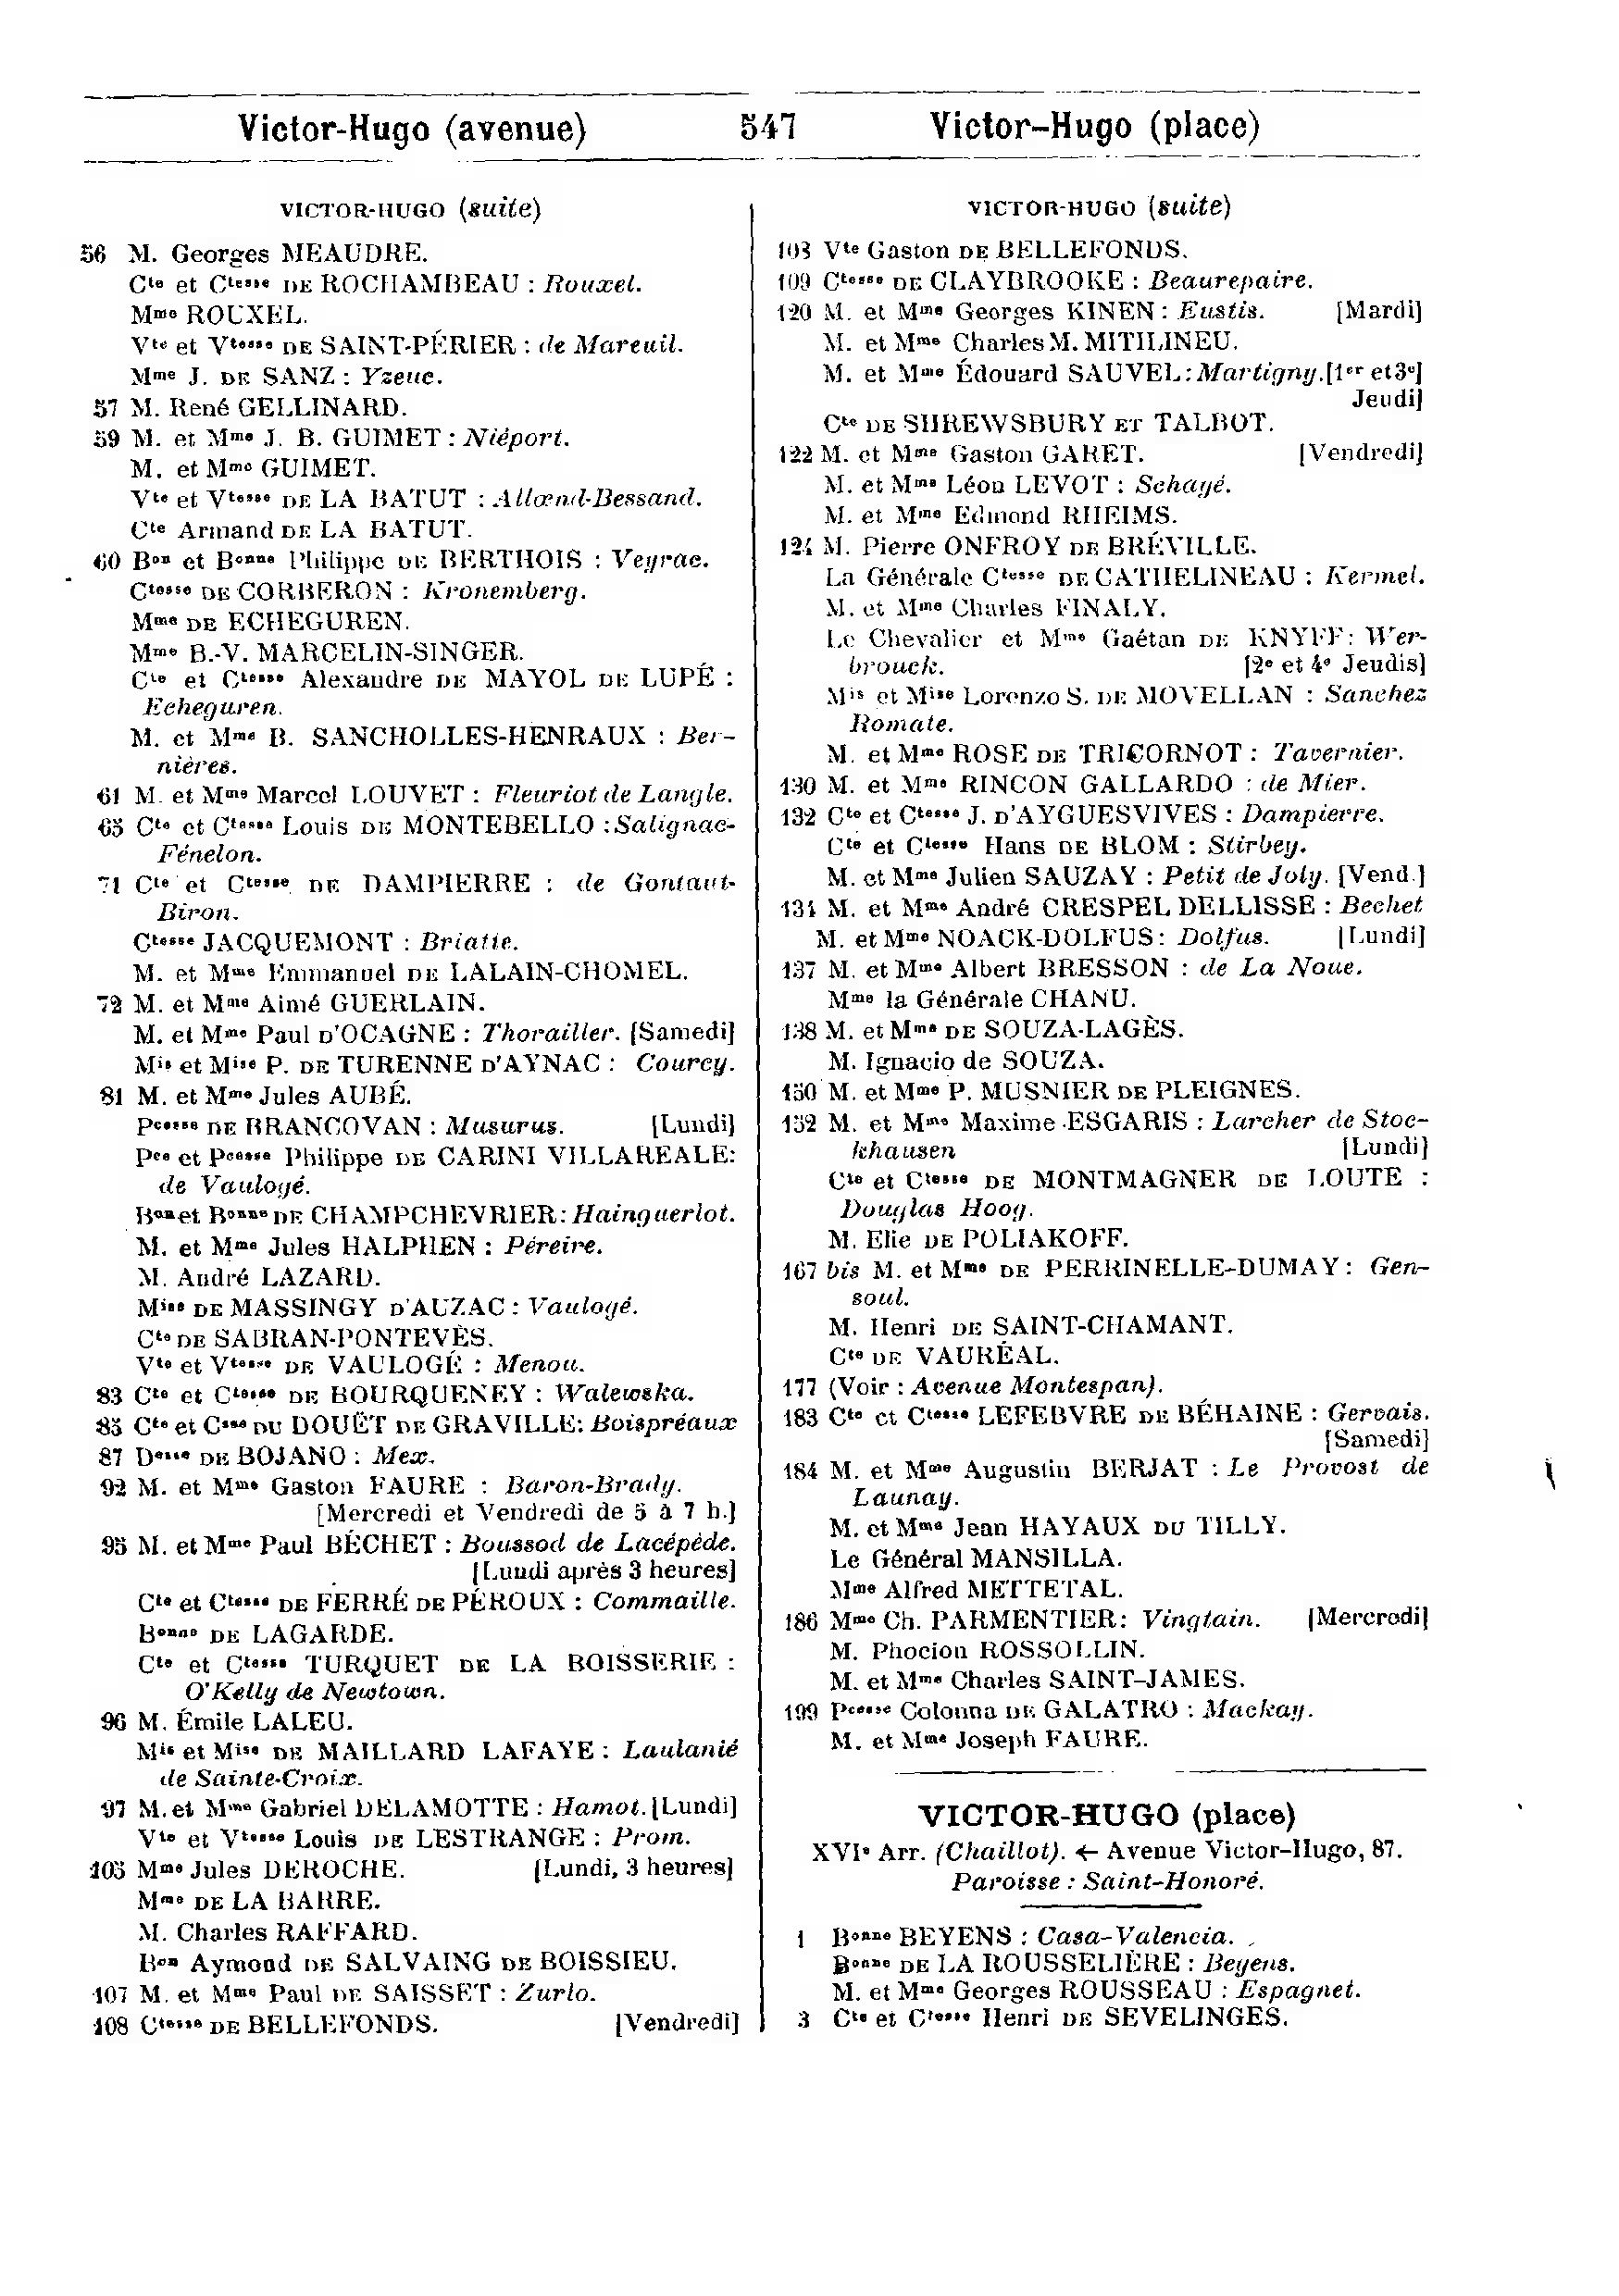 Victor-Hugo (avenue) 547 Victor-Hugo (place)
VICTOR-HUGO (suite)
56 M. Georges MEAUDRE.
Cte et Ctesse DE ROCHAMBEAU : Rouxel.
Mme ROUXEL.
Vte et Vtesse DE SAINT-PÉRIER : de Mareuil.
Mme J. DE SANZ : Yzeue.
57 M. René GELLINARD.
59 M. et Mme J. B. GUIMET : Niéport.
M. et Mme GUIMET.
Vte et Vtesse DE LA BATUT : Allœnd-Bessand.
Cte Armand DE LA BATUT.
60 Bon et Bonne Philippe DE BERTHOIS : Veyrac.
Ctesse DE CORBERON : Kronemberg.
Mme DE ECHEGUREN.
Mme B.-V. MARCELIN-SINGER.
Cte et Ctesse Alexandre DE MAYOL DE LUPÉ :
Echeguren.
M. et Mme B. SANCHOLLES-HENRAUX : Ber-
nières.
61 M. et Mme Marcel LOUVET : Fleuriot de Langle.
65 Cte et Ctesse Louis DE MONTEBELLO : Salignac-
Fénelon.
71 Cte et Ctesse DE DAMPIERRE : de Gontaut-
Biron.
Ctesse JACQUEMONT : Briatte.
M. et Mme Emmanuel DE LALAIN-CHOMEL.
72 M. et Mme Aimé GUERLAIN.
M. et Mme Paul D'OCAGNE : Thorailler. [Samedi]
Mis et Mise P. DE TURENNE D'AYNAC : Courcy.
81 M. et Mme Jules AUBÉ.
Pcesse DE BRANCOVAN : Musurus. [Lundi]
Pce et Pcesse Philippe DE CARINI VILLAREALE:
de Vaulogé.
Bon et Bonne DE CHAMPCHEVRIER: Hainguerlot.
M. et Mme Jules HALPHEN : Péreire.
M. André LAZARD.
Mise DE MASSINGY D'AUZAC : Vaulogé.
Cte DE SABRAN-PONTEVÈS.
Vte et Vtesse DE VAULOGÉ : Menou.
83 Cte et Ctesse DE BOURQUENEY : Walewska.
85 Cte et Csse DU DOUËT DE GRAVILLE: Boispréaux
87 Desse DE BOJANO : Mex.
92 M. et Mme Gaston FAURE : Baron-Brady.
[Mercredi et Vendredi de 5 à 7 h.]
95 M. et Mme Paul BÉCHET : Boussod de Lacépède.
[Lundi après 3 heures]
Cte et Ctesse DE FERRÉ DE PÉROUX : Commaille.
Bonne DE LAGARDE.
Cte et Ctesse TURQUET DE LA BOISSERIE :
O'Kelly de Newtown.
96 M. Émile LALEU.
Mis et Mise DE MAILLARD LAFAYE : Laulanié
de Sainte-Croix.
97 M. et Mme Gabriel DELAMOTTE : Hamot. [Lundi]
Vte et Vtesse Louis DE LESTRANGE : Prom.
105 Mme Jules DEROCHE. [Lundi, 3 heures]
Mme DE LA BARRE.
M. Charles RAFFARD.
Bon Aymond DE SALVAING DE BOISSIEU.
107 M. et Mme Paul DE SAISSET : Zurlo.
108 Ctesse DE BELLEFONDS. [Vendredi]
VICTOR-HUGO (suite)
108 Vte Gaston DE BELLEFONDS.
109 Ctesse DE CLAYBROOKE : Beaurepaire.
120 M. et Mme Georges KINEN : Eustis. [Mardi]
M. et Mme Charles M. MITILINEU.
M. et Mme Édouard SAUVEL : Martigny. [1er et 3e]
Jeudi]
Cte DE SHREWSBURY ET TALBOT.
122 M. et Mme Gaston GARET. [Vendredi]
M. et Mme Léon LEVOT : Schayé.
M. et Mme Edmond RHEIMS.
124 M. Pierre ONFROY DE BRÉVILLE.
La Générale Ctesse DE CATHELINEAU : Kermel.
M. et Mme Charles FINALY.
Le Chevalier et Mme Gaétan DE KNYFF: Wer-
brouck. [2e et 4e Jeudis]
Mis et Mise Lorenzo S. DE MOVELLAN : Sanchez
Romate.
M. et Mme ROSE DE TRICORNOT : Tavernier.
130 M. et Mme RINCON GALLARDO : de Mier.
132 Cte et Ctesse J. D'AYGUESVIVES : Dampierre.
Cte et Ctesse Hans DE BLOM : Stirbey.
M. et Mme Julien SAUZAY : Petit de Joly. [Vend.]
134 M. et Mme André CRESPEL DELLISSE : Bechet
M. et Mme NOACK-DOLFUS: Dolfus. [Lundi]
137 M. et Mme Albert BRESSON : de La Noue.
Mme la Générale CHANU.
138 M. et Mme DE SOUZA-LAGÈS.
M. Ignacio de SOUZA.
150 M. et Mme P. MUSNIER DE PLEIGNES.
152 M. et Mme Maxime ESGARIS : Larcher de Stoc-
khausen [Lundi]
Cte et Ctesse DE MONTMAGNER DE LOUTE :
Douglas Hoog.
M. Elie DE POLIAKOFF.
167 bis M. et Mme DE PERRINELLE-DUMAY : Gen-
soul.
M. Henri DE SAINT-CHAMANT.
Cte DE VAURÉAL.
177 (Voir : Avenue Montespan).
183 Cte et Ctesse LEFEBVRE DE BÉHAINE : Gervais.
[Samedi]
184 M. et Mme Augustin BERJAT : Le Provost de
Launay.
M. et Mme Jean HAYAUX DU TILLY.
Le Général MANSILLA.
Mme Alfred METTETAL.
186 Mme Ch. PARMENTIER: Vingtain. [Mercredi]
M. Phocion ROSSOLLIN.
M. et Mme Charles SAINT-JAMES.
199 Pcesse Colonna DE GALATRO : Mackay.
M. et Mme Joseph FAURE.
VICTOR-HUGO (place)
XVIe Arr. (Chaillot). ← Avenue Victor-Hugo, 87.
Paroisse : Saint-Honoré.
1 Bonne BEYENS : Casa-Valencia.
Bonne DE LA ROUSSELIÈRE : Beyens.
M. et Mme Georges ROUSSEAU : Espagnet.
3 Cte et Ctesse Henri DE SEVELINGES.